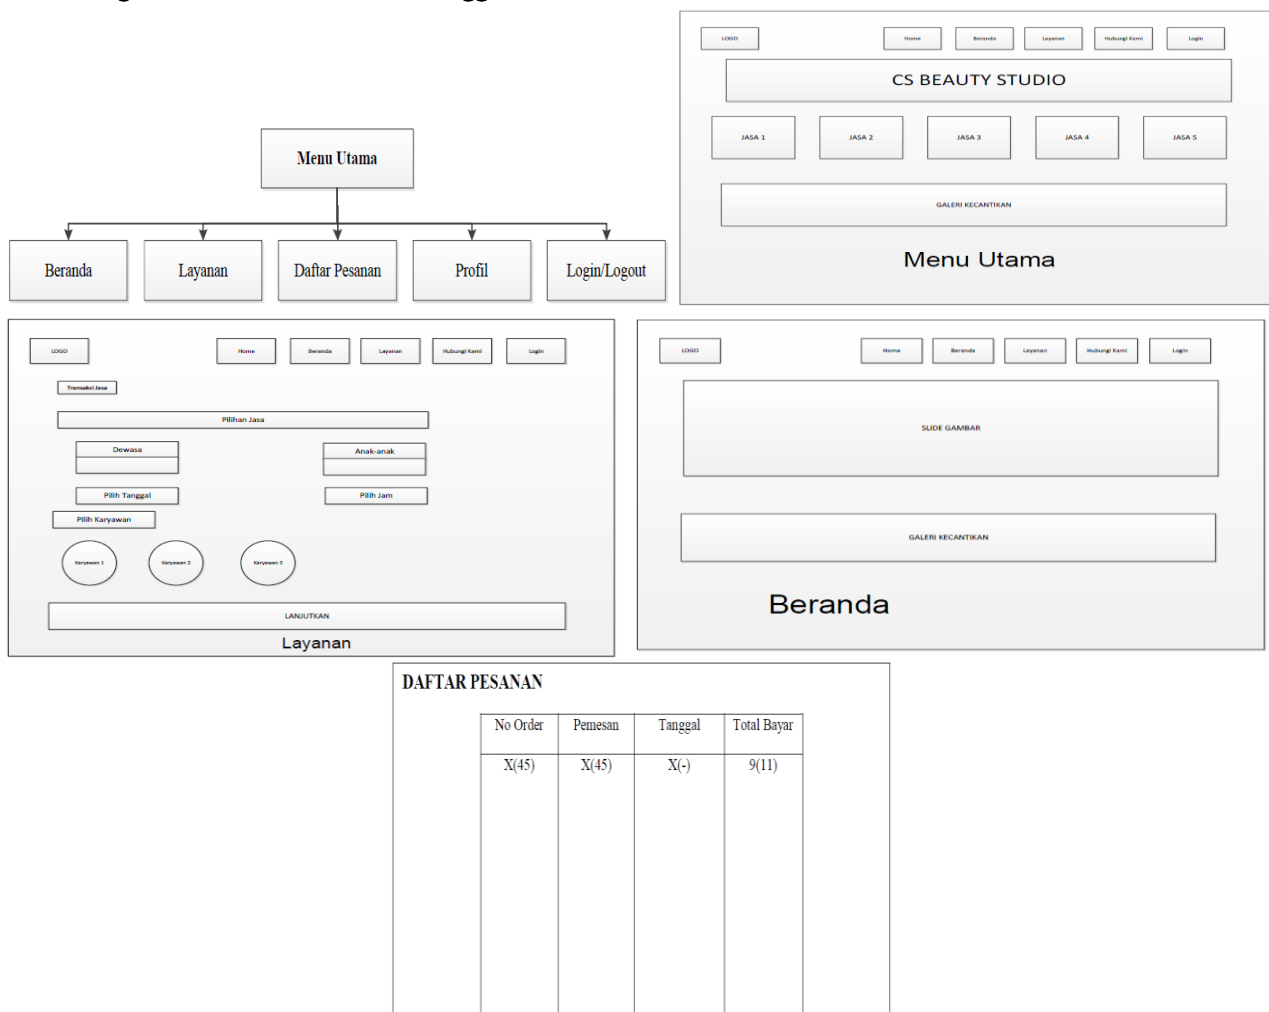 LOGO
Home
Beranda
Layanan
Hubungi Kami
Login
CS BEAUTY STUDIO
JASA 1
JASA 2
JASA 3
JASA 4
JASA 5
GALERI KECANTIKAN
Menu Utama
Menu Utama
Beranda
Layanan
Daftar Pesanan
Profil
Login/Logout
LOGO
Home
Beranda
Layanan
Hubungi Kami
Login
Transaksi Jasa
Pilihan Jasa
Dewasa
Anak-anak
Pilih Tanggal
Pilih Jam
Pilih Karyawan
Karyawan 1
Karyawan 2
Karyawan 3
LANJUTKAN
Layanan
LOGO
Home
Beranda
Layanan
Hubungi Kami
Login
SLIDE GAMBAR
GALERI KECANTIKAN
Beranda
DAFTAR PESANAN
No Order
Pemesan
Tanggal
Total Bayar
X(45)
X(45)
X(-)
9(11)